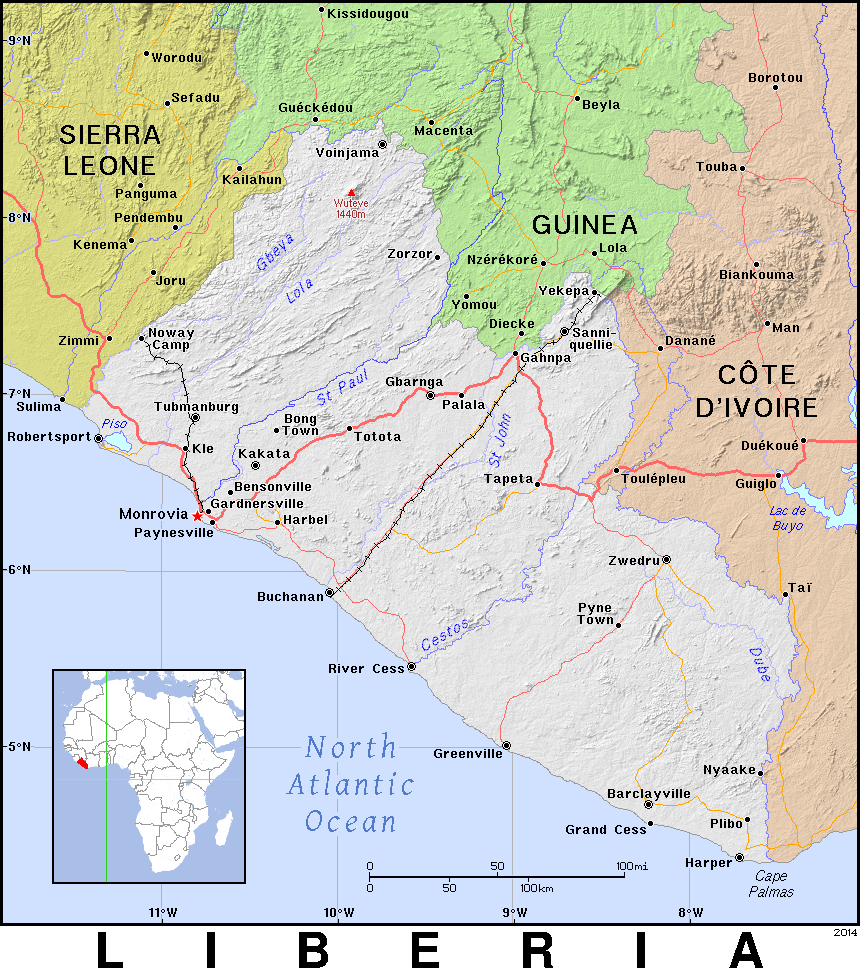 9°N
Kissidougou
Worodu
Borotou
Sefadu
Beyla
Guéckédou
Macenta
SIERRA
LEONE
Voinjama
Touba
Kailahun
Panguma
Wuteve
1440m
8°N
Pendembu
GUINEA
Kenema
Gbeya
Zorzor
Nzérékoré
Lola
Biankouma
Joru
Lola
Yekepa
Yomou
Diecke
Man
Noway
Camp
Sanni-
quellie
Zimmi
Danané
Gahnpa
CÔTE
D'IVOIRE
7°N
St Paul
Gbarnga
Palala
Sulima
Tubmanburg
Piso
Bong
Town
St John
Robertsport
Totota
Duékoué
Kle
Kakata
Tapeta
Toulépleu
Guiglo
Bensonville
Gardnersville
Lac de
Buyo
Monrovia
Harbel
Paynesville
6°N
Zwedru
Taï
Buchanan
Pyne
Town
Cestos
Dube
River Cess
5°N
North
Atlantic
Ocean
Greenville
Nyaake
Barclayville
Grand Cess
Plibo
Harper
Cape
Palmas
0 50 100mi
0 50 100km
11°W 10°W 9°W 8°W
2014
LIBERIA